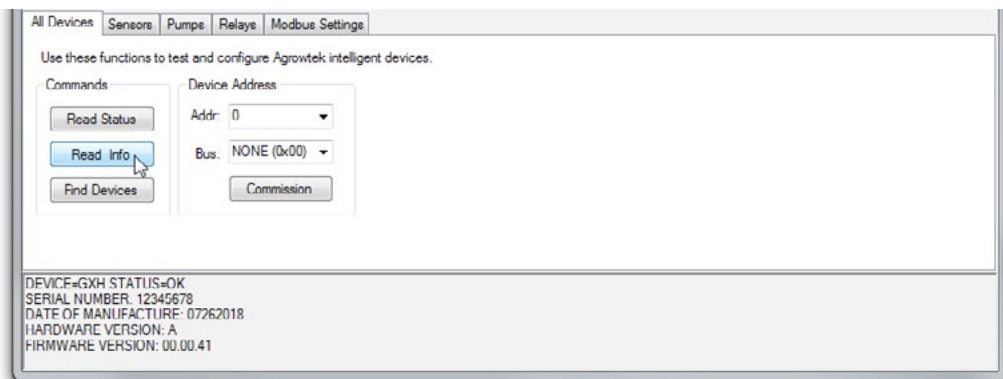 All Devices Sensors Pumps Relays Modbus Settings
Use these functions to test and configure Agrowtek intelligent devices.
Commands Device Address
Read Status Addr: 0
Read Info Bus: NONE (0x00)
Find Devices Commission
DEVICE=GXH STATUS=OK
SERIAL NUMBER: 12345678
DATE OF MANUFACTURE: 07262018
HARDWARE VERSION: A
FIRMWARE VERSION: 00.00.41